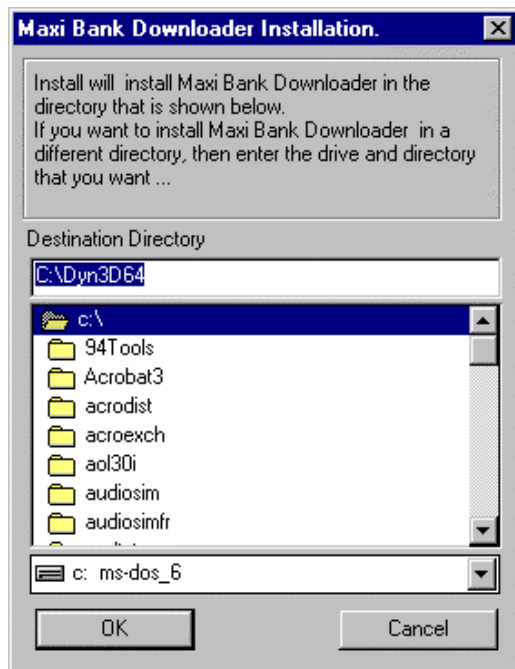 Maxi Bank Downloader Installation.
Install will install Maxi Bank Downloader in the
directory that is shown below.
If you want to install Maxi Bank Downloader in a
different directory, then enter the drive and directory
that you want ...
Destination Directory
C:\Dyn3D64
c:\
94Tools
Acrobat3
acrodist
acroexch
aol30i
audiosim
audiosimfr
c: ms-dos_6
OK
Cancel